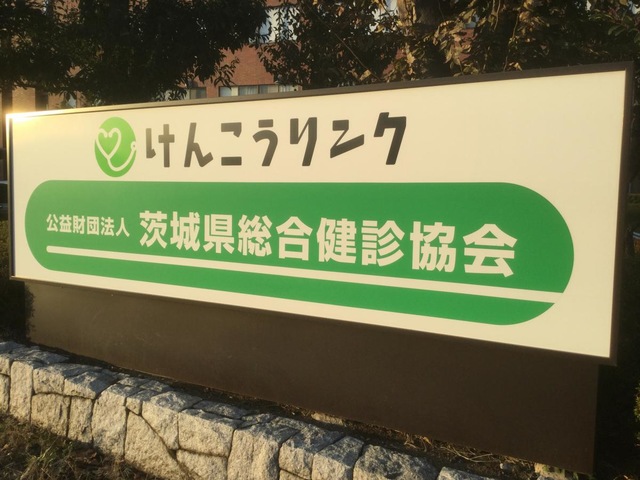 けんこうリンク
公益財団法人 茨城県総合健診協会